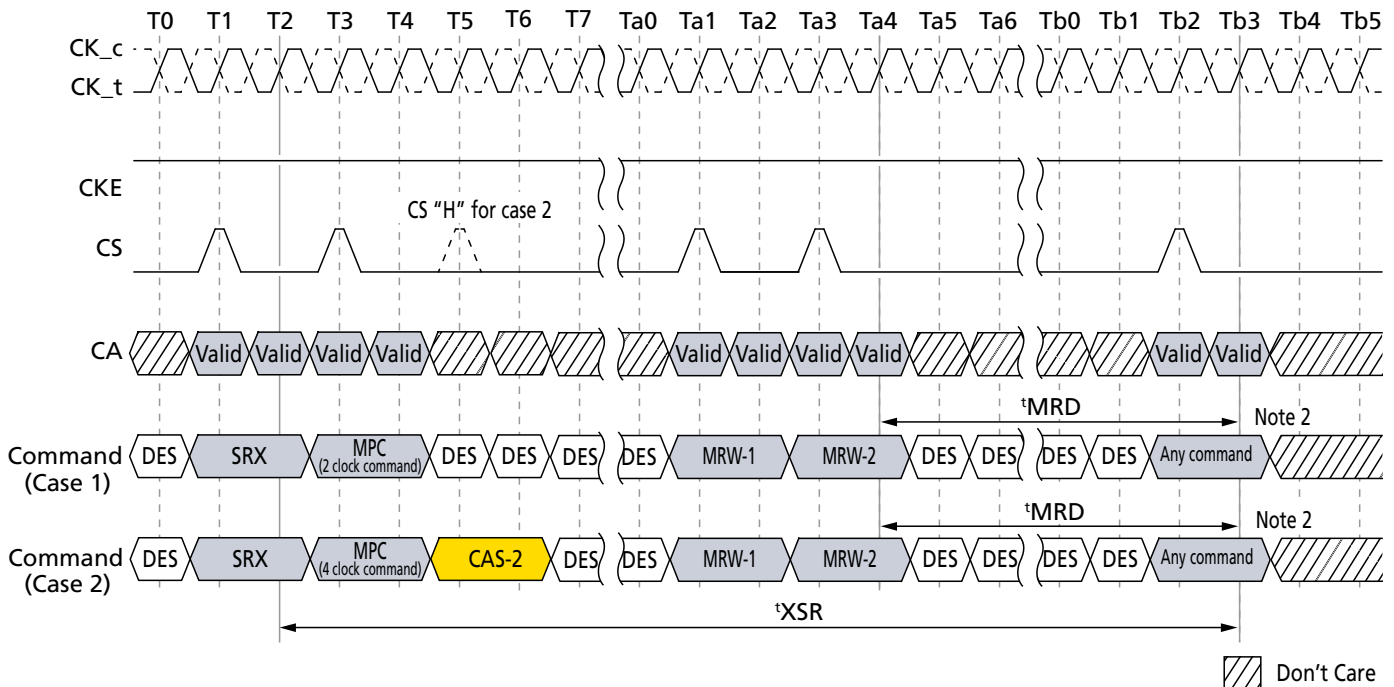 T0 T1 T2 T3 T4 T5 T6 T7 Ta0 Ta1 Ta2 Ta3 Ta4 Ta5 Ta6 Tb0 Tb1 Tb2 Tb3 Tb4 Tb5
CK_c
CK_t
CKE
CS "H" for case 2
CS
CA Valid Valid Valid Valid Valid Valid Valid Valid Valid Valid
tMRD Note 2
Command (Case 1) DES SRX MPC (2 clock command) DES DES DES DES MRW-1 MRW-2 DES DES DES DES Any command
tMRD Note 2
Command (Case 2) DES SRX MPC (4 clock command) CAS-2 DES DES MRW-1 MRW-2 DES DES DES DES Any command
tXSR
Don't Care